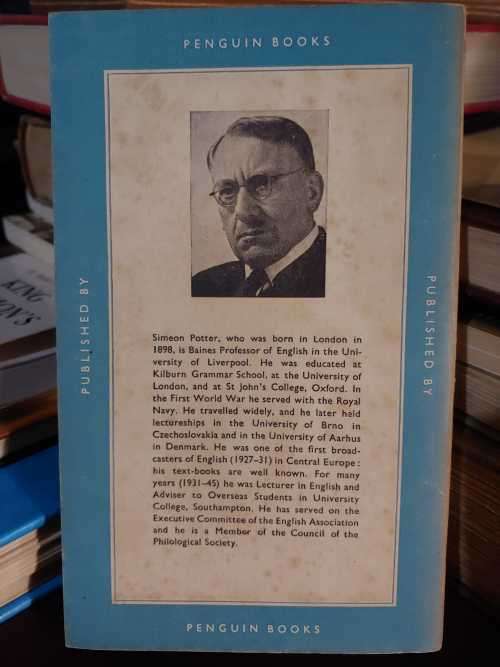 PENGUIN BOOKS
PUBLISHED BY
PUBLISHED BY
Simeon Potter, who was born in London in
1898, is Baines Professor of English in the Uni-
versity of Liverpool. He was educated at
Kilburn Grammar School, at the University of
London, and at St John's College, Oxford. In
the First World War he served with the Royal
Navy. He travelled widely, and he later held
lectureships in the University of Brno in
Czechoslovakia and in the University of Aarhus
in Denmark. He was one of the first broad-
casters of English (1927–31) in Central Europe :
his text-books are well known. For many
years (1931–45) he was Lecturer in English and
Adviser to Overseas Students in University
College, Southampton. He has served on the
Executive Committee of the English Association
and he is a Member of the Council of the
Philological Society.
PENGUIN BOOKS
KING